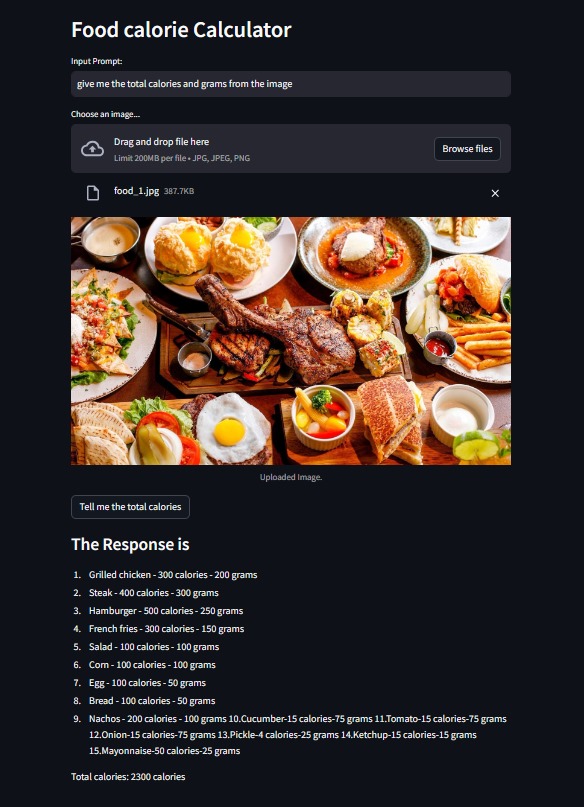 Food calorie Calculator
Input Prompt:
give me the total calories and grams from the image
Choose an image...
Drag and drop file here
Limit 200MB per file • JPG, JPEG, PNG
Browse files
food_1.jpg 387.7KB
Uploaded Image.
Tell me the total calories
The Response is
1. Grilled chicken - 300 calories - 200 grams
2. Steak - 400 calories - 300 grams
3. Hamburger - 500 calories - 250 grams
4. French fries - 300 calories - 150 grams
5. Salad - 100 calories - 100 grams
6. Corn - 100 calories - 100 grams
7. Egg - 100 calories - 50 grams
8. Bread - 100 calories - 50 grams
9. Nachos - 200 calories - 100 grams 10.Cucumber-15 calories-75 grams 11.Tomato-15 calories-75 grams
12.Onion-15 calories-75 grams 13.Pickle-4 calories-25 grams 14.Ketchup-15 calories-15 grams
15.Mayonnaise-50 calories-25 grams
Total calories: 2300 calories